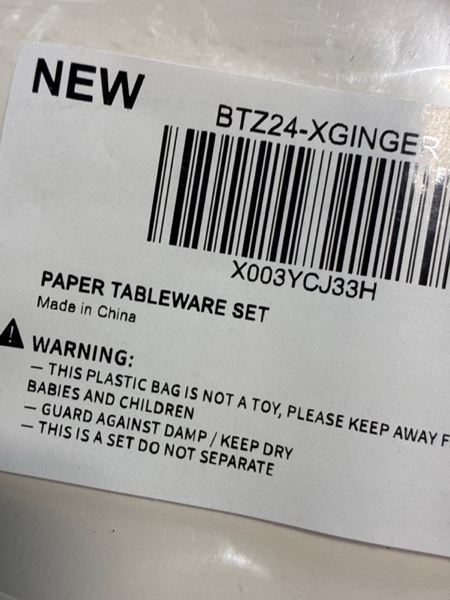 NEW
BTZ24-XGINGER
X003YCJ33H
PAPER TABLEWARE SET
Made in China
WARNING:
— THIS PLASTIC BAG IS NOT A TOY, PLEASE KEEP AWAY F
BABIES AND CHILDREN
— GUARD AGAINST DAMP / KEEP DRY
— THIS IS A SET DO NOT SEPARATE